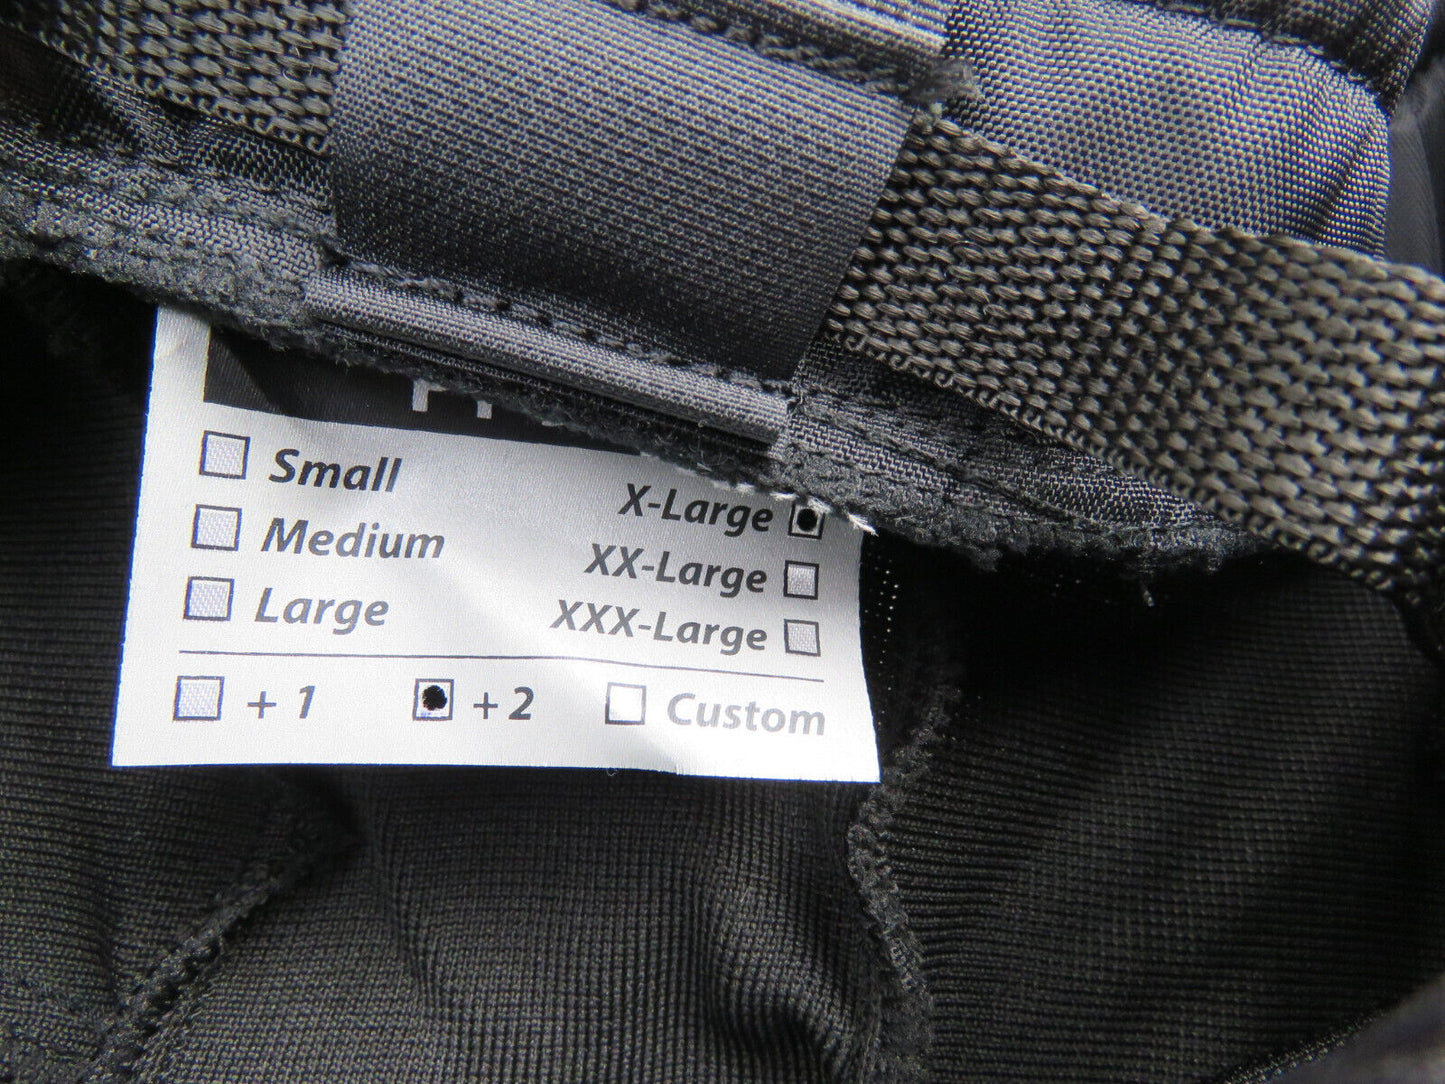 Small
Medium
Large
X-Large
XX-Large
XXX-Large
+ 1 + 2 Custom